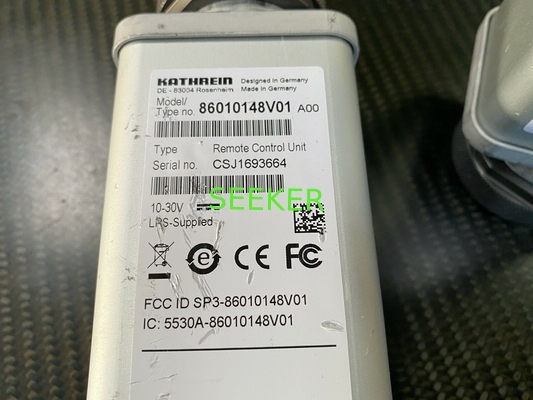 KATHREIN Designed in Germany
DE - 83004 Rosenheim Made in Germany
Model/
Type no. 86010148V01 A00
Type Remote Control Unit
Serial no. CSJ1693664
SEEKER
10-30V
LPS-Supplied
e CE FC
FCC ID SP3-86010148V01
IC: 5530A-86010148V01